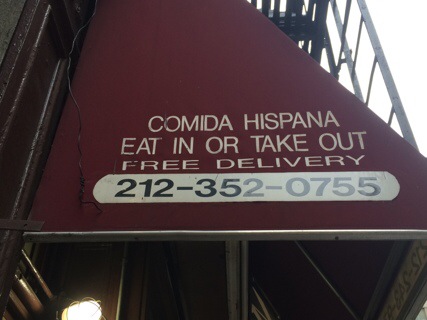 COMIDA HISPANA
EAT IN OR TAKE OUT
FREE DELIVERY
212-352-0755